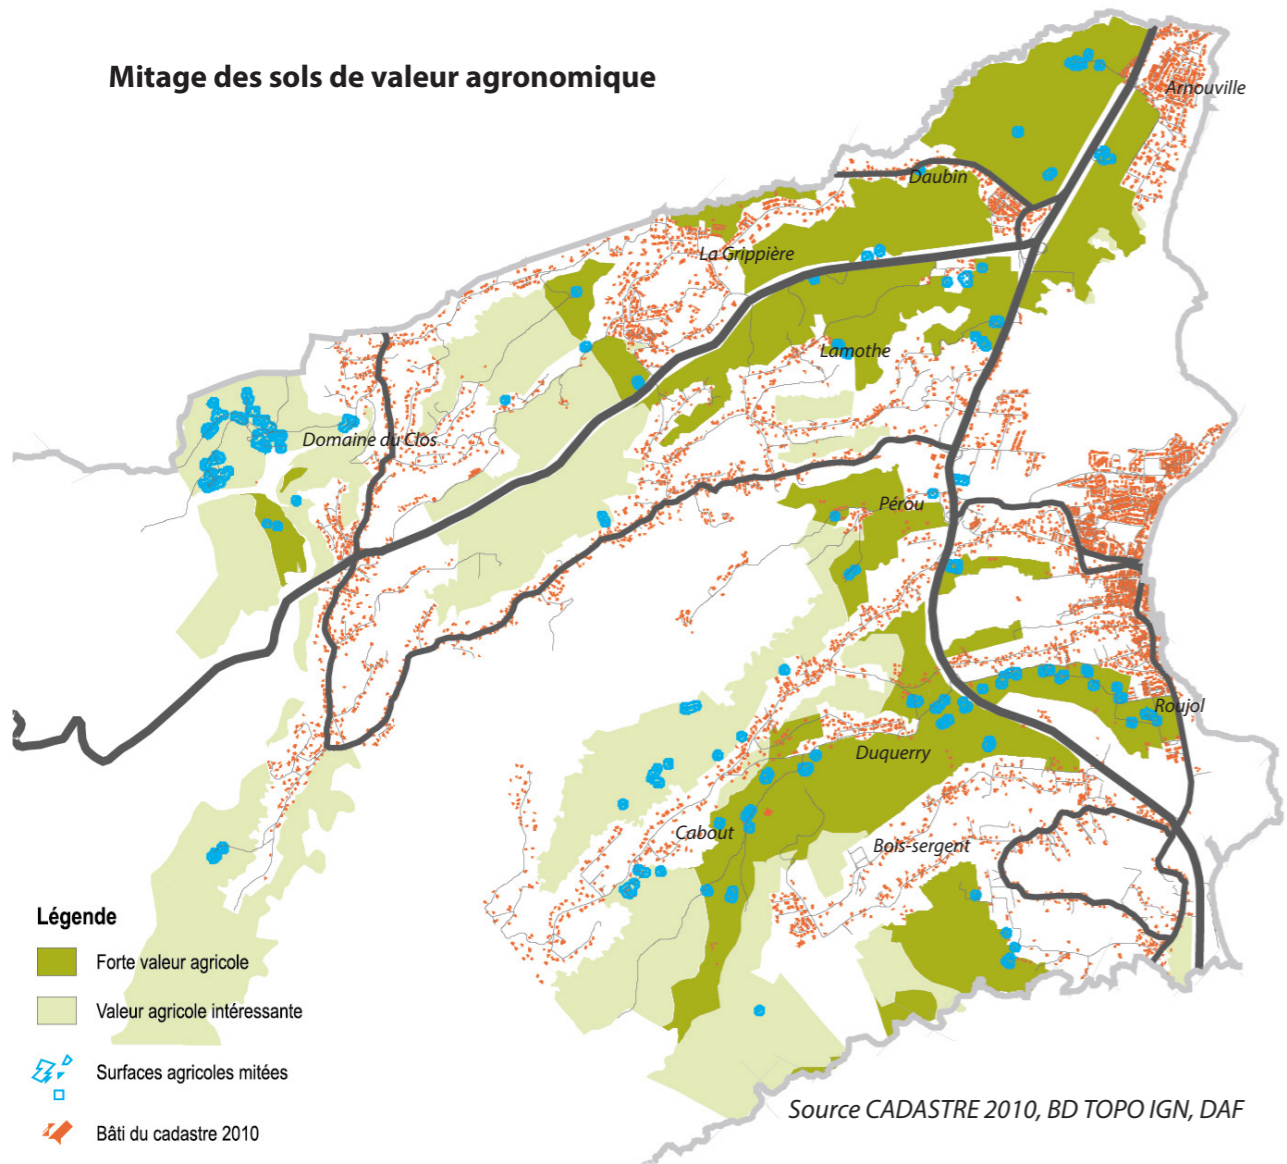 Mitage des sols de valeur agronomique
Arnouville
Daubin
La Grippière
Lamothe
Domaine du Clos
Pérou
Roujol
Duquerry
Cabout
Bois-sergent
Légende
Forte valeur agricole
Valeur agricole intéressante
Surfaces agricoles mitées
Bâti du cadastre 2010
Source CADASTRE 2010, BD TOPO IGN, DAF